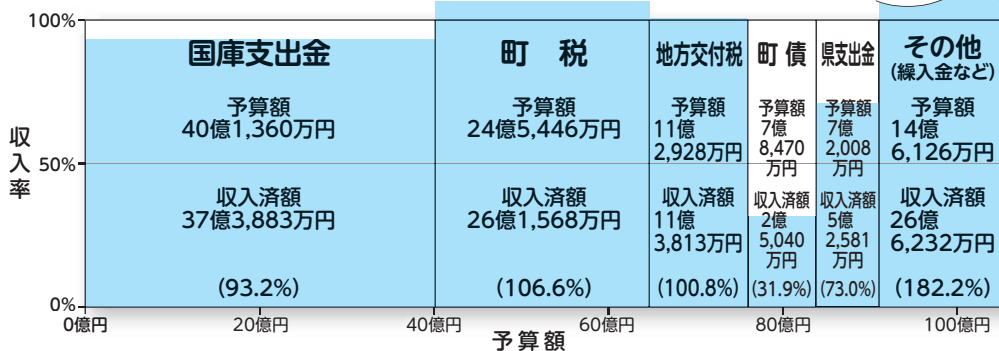 100%
50%
0%
収入率
国庫支出金
予算額
40億1,360万円
収入済額
37億3,883万円
(93.2%)
町 税
予算額
24億5,446万円
収入済額
26億1,568万円
(106.6%)
地方交付税
予算額
11億
2,928万円
収入済額
11億
3,813万円
(100.8%)
町債
予算額
7億
8,470
万円
収入済額
2億
5,040
万円
(31.9%)
県支出金
予算額
7億
2,008
万円
収入済額
5億
2,581
万円
(73.0%)
その他
(繰入金など)
予算額
14億
6,126万円
収入済額
26億
6,232万円
(182.2%)
0億円
20億円
40億円
60億円
80億円
100億円
予算額